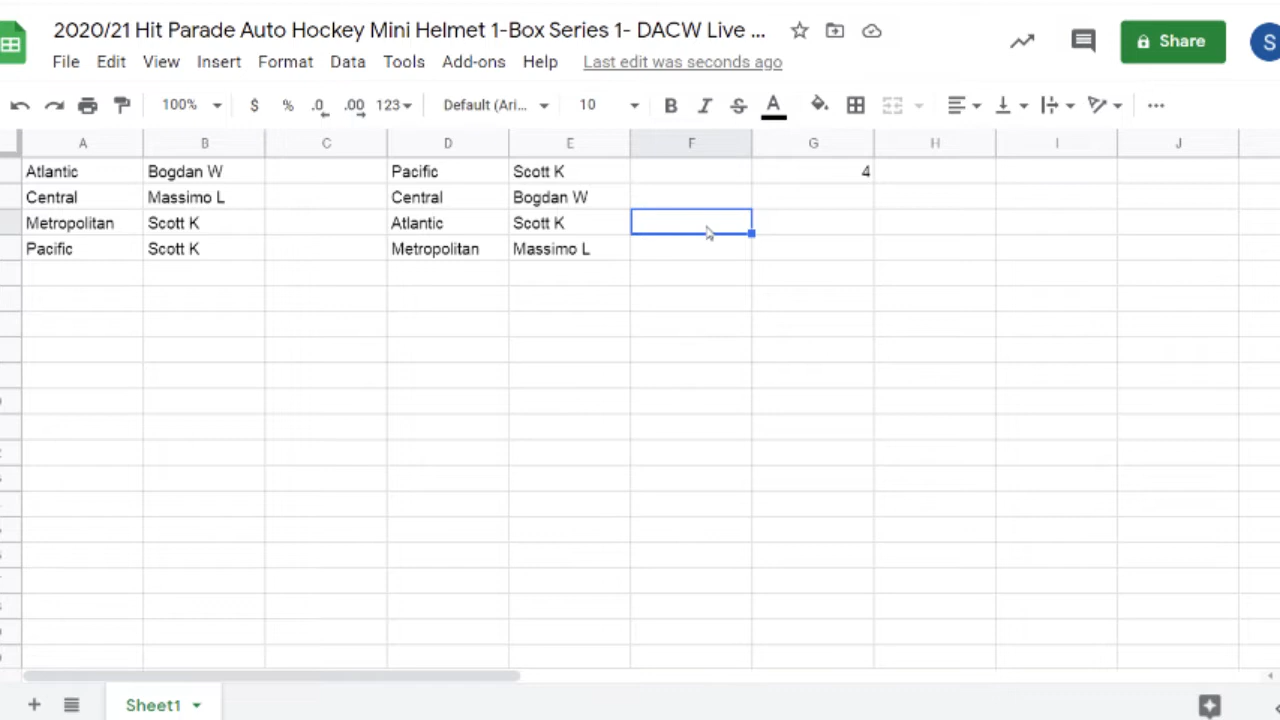 2020/21 Hit Parade Auto Hockey Mini Helmet 1-Box Series 1- DACW Live ...
Share
S
File Edit View Insert Format Data Tools Add-ons Help Last edit was seconds ago
100% $ % .0 .00 123 Default (Ari... 10 B I S A
A B C D E F G H I J
Atlantic Bogdan W Pacific Scott K 4
Central Massimo L Central Bogdan W
Metropolitan Scott K Atlantic Scott K
Pacific Scott K Metropolitan Massimo L
Sheet1